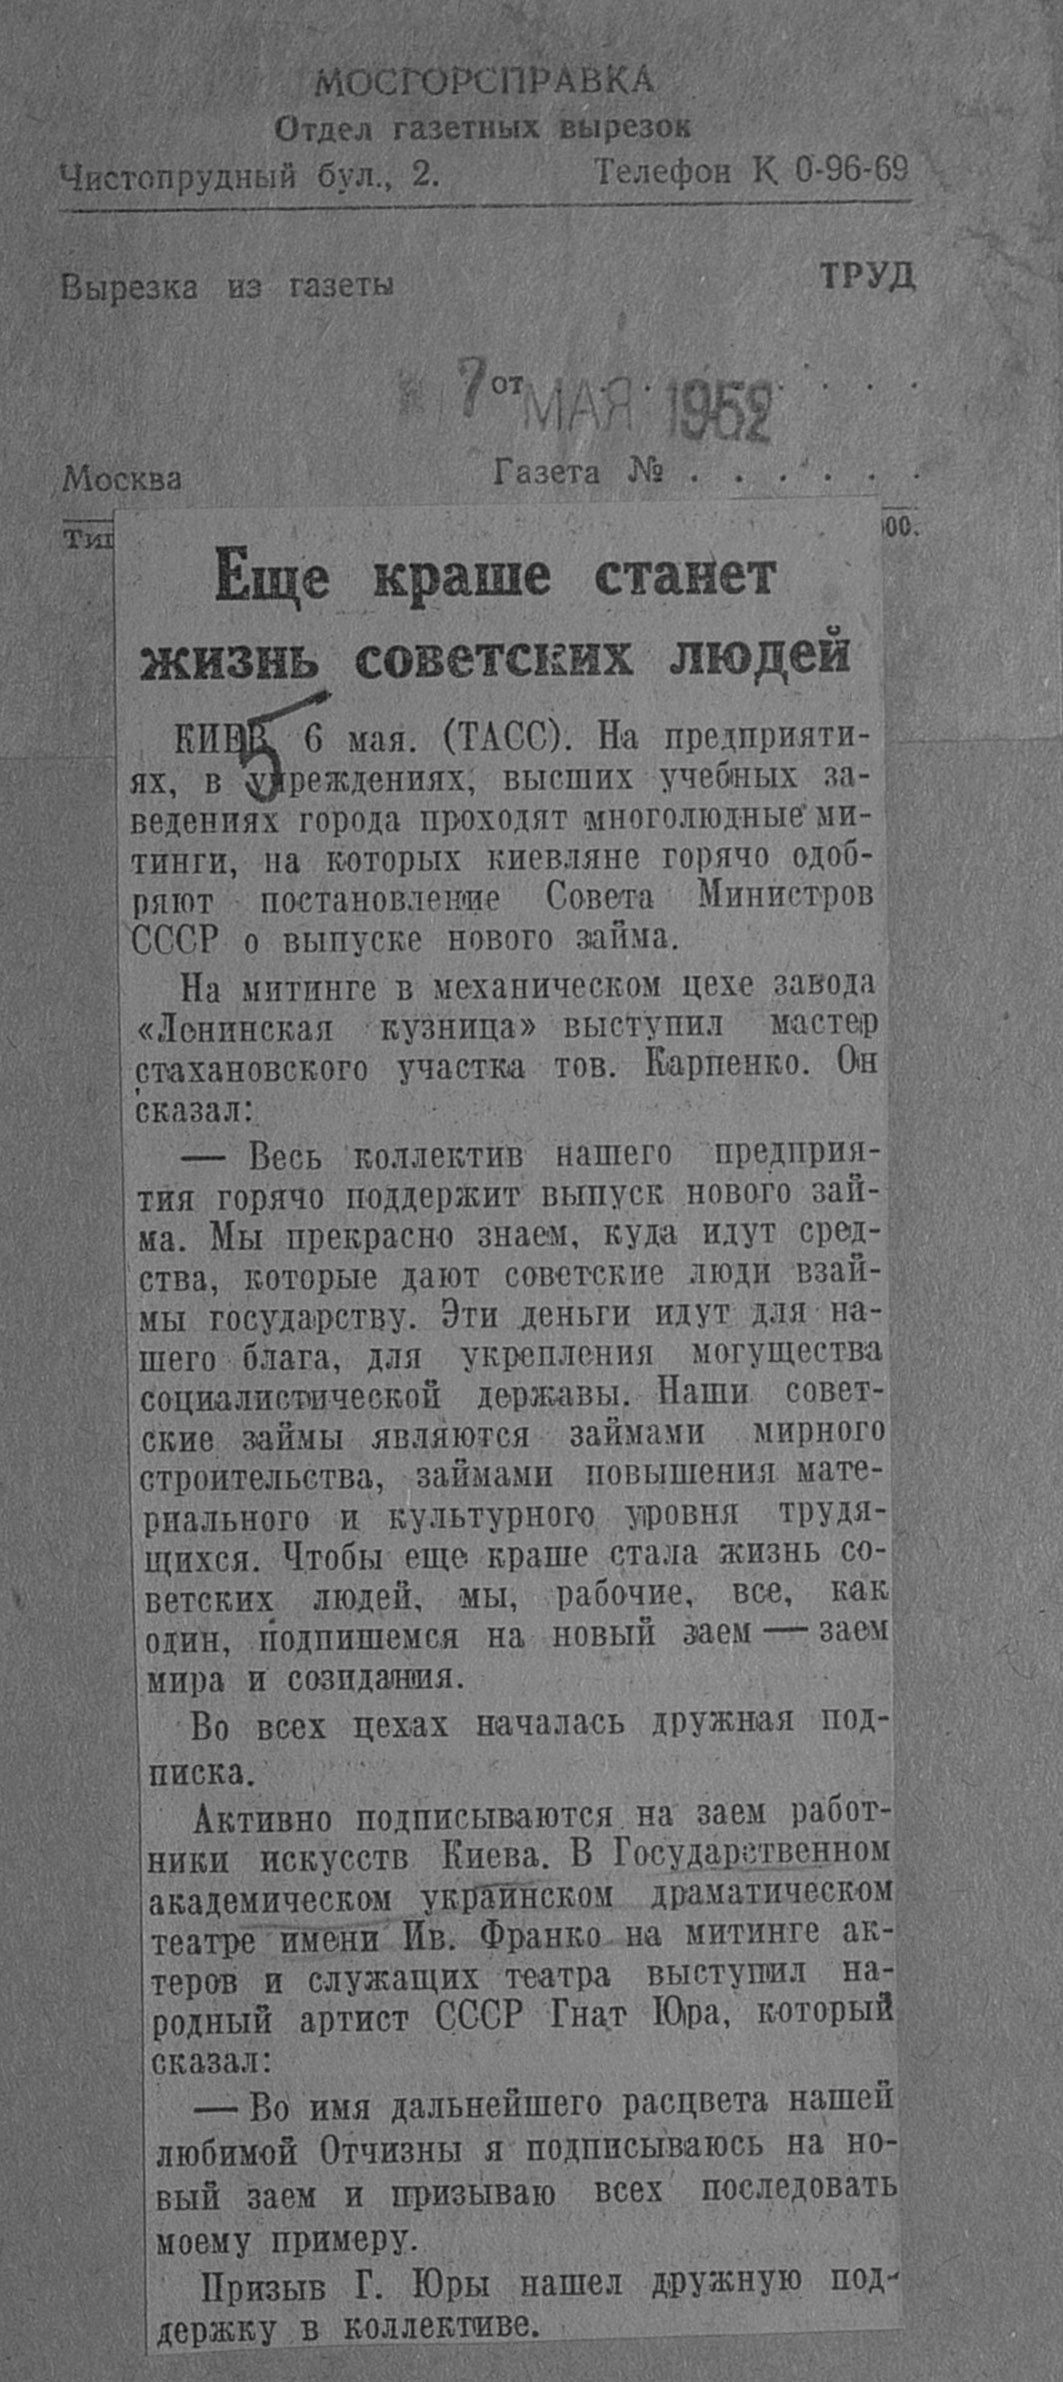 МОСГОРСПРАВКА
Отдел газетных вырезок
Чистопрудный бул., 2. Телефон К 0-96-69
Вырезка из газеты ТРУД
7 от МАЯ 1952 . . . .
Москва Газета № . . . . . .
Тип 00.
Еще краше станет
жизнь советских людей
КИЕВ, 6 мая. (ТАСС). На предприяти-
ях, в учреждениях, высших учебных за-
ведениях города проходят многолюдные ми-
тинги, на которых киевляне горячо одоб-
ряют постановление Совета Министров
СССР о выпуске нового займа.
На митинге в механическом цехе завода
«Ленинская кузница» выступил мастер
стахановского участка тов. Карпенко. Он
сказал:
— Весь коллектив нашего предприя-
тия горячо поддержит выпуск нового зай-
ма. Мы прекрасно знаем, куда идут сред-
ства, которые дают советские люди взай-
мы государству. Эти деньги идут для на-
шего блага, для укрепления могущества
социалистической державы. Наши совет-
ские займы являются займами мирного
строительства, займами повышения мате-
риального и культурного уровня трудя-
щихся. Чтобы еще краше стала жизнь со-
ветских людей, мы, рабочие, все, как
один, подпишемся на новый заем — заем
мира и созидания.
Во всех цехах началась дружная под-
писка.
Активно подписываются на заем работ-
ники искусств Киева. В Государственном
академическом украинском драматическом
театре имени Ив. Франко на митинге ак-
теров и служащих театра выступил на-
родный артист СССР Гнат Юра, который
сказал:
— Во имя дальнейшего расцвета нашей
любимой Отчизны я подписываюсь на но-
вый заем и призываю всех последовать
моему примеру.
Призыв Г. Юры нашел дружную под-
держку в коллективе.